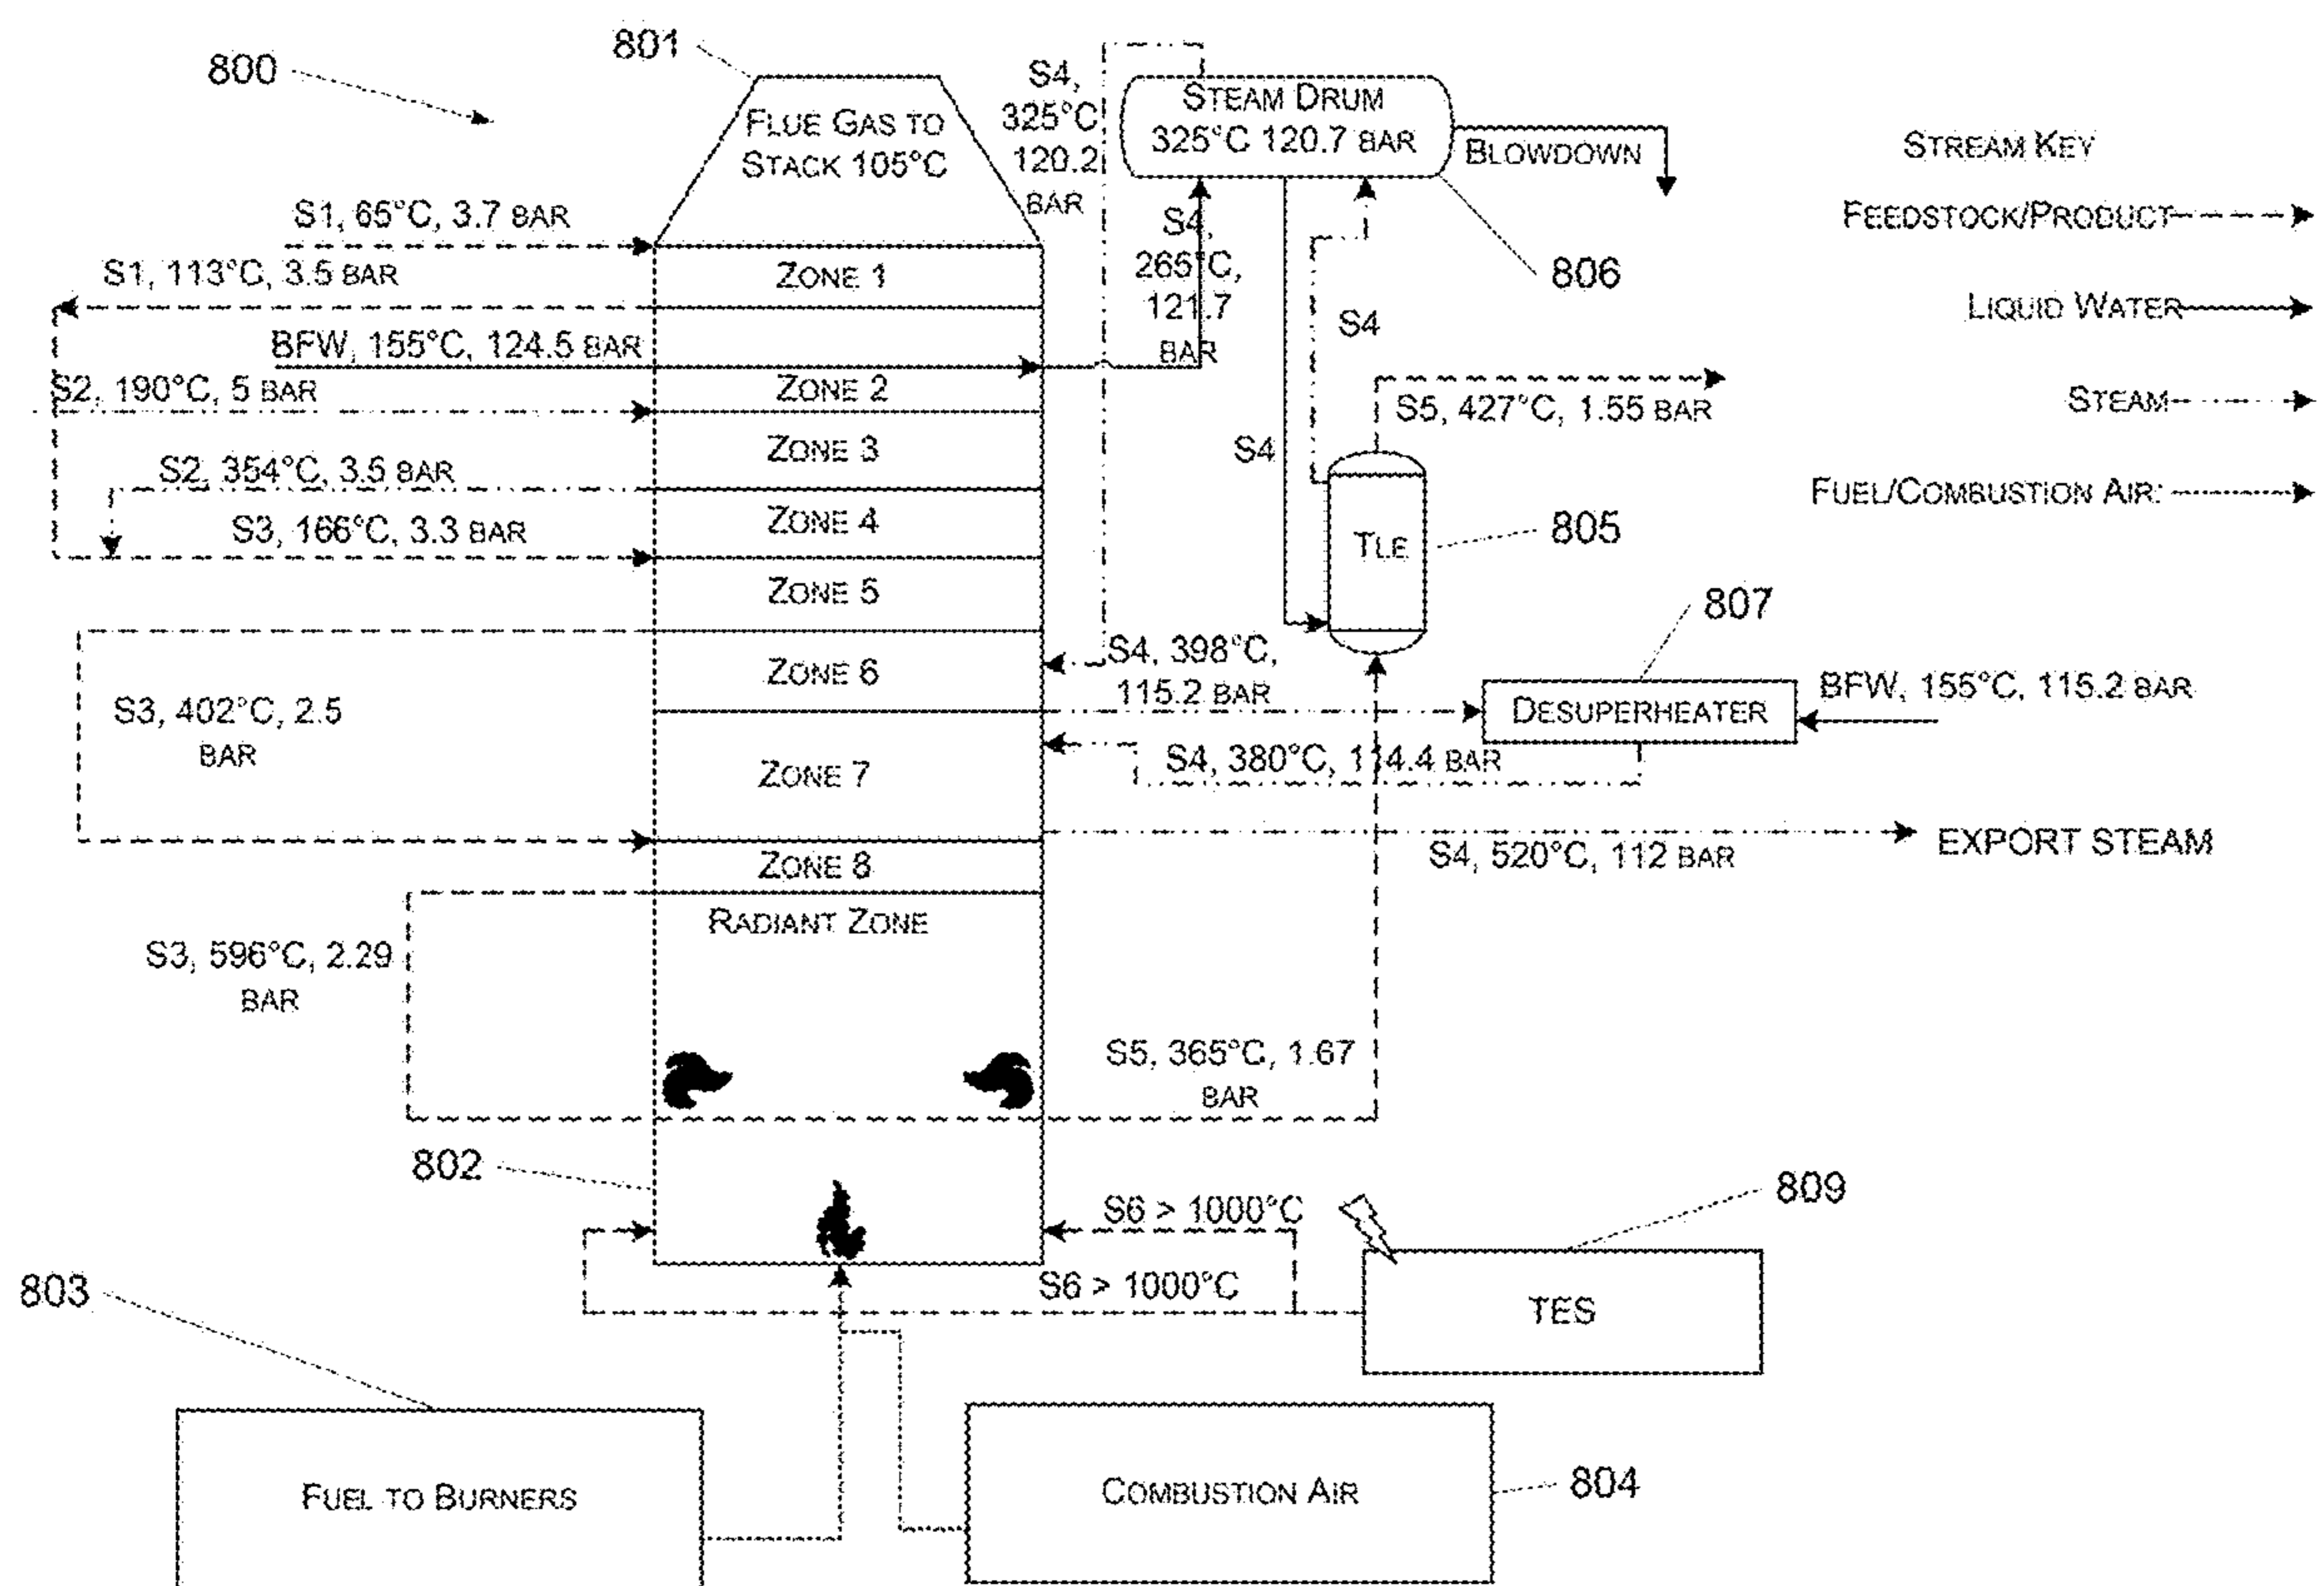 800
801
FLUE GAS TO
STACK 105°C
S4,
325°C
120.2
BAR
STEAM DRUM
325°C 120.7 BAR
BLOWDOWN
806
STREAM KEY
FEEDSTOCK/PRODUCT
LIQUID WATER
STEAM
FUEL/COMBUSTION AIR:
S1, 65°C, 3.7 BAR
S1, 113°C, 3.5 BAR
ZONE 1
BFW, 155°C, 124.5 BAR
S4,
265°C,
121.7
BAR
S2, 190°C, 5 BAR
ZONE 2
S4
S4
S5, 427°C, 1.55 BAR
ZONE 3
S2, 354°C, 3.5 BAR
S3, 166°C, 3.3 BAR
ZONE 4
TLE
805
ZONE 5
807
ZONE 6
S4, 398°C,
115.2 BAR
DESUPERHEATER
BFW, 155°C, 115.2 BAR
S3, 402°C, 2.5
BAR
ZONE 7
S4, 380°C, 114.4 BAR
S4, 520°C, 112 BAR
EXPORT STEAM
ZONE 8
RADIANT ZONE
S3, 596°C, 2.29
BAR
S5, 365°C, 1.67
BAR
802
S6 > 1000°C
S6 > 1000°C
809
TES
803
FUEL TO BURNERS
COMBUSTION AIR
804